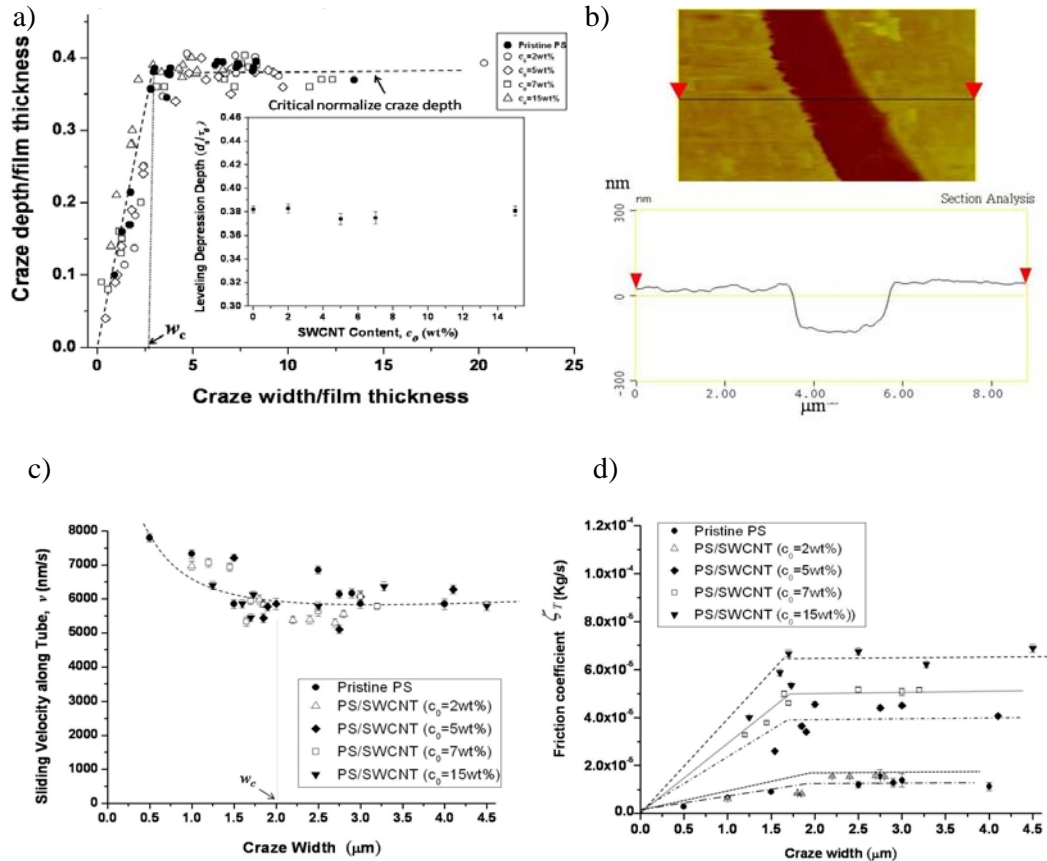 a)
Craze depth/film thickness
0.4
0.3
0.2
0.1
0.0
Pristine PS
c₀=2wt%
c₀=5wt%
c₀=7wt%
c₀=15wt%
Critical normalize craze depth
0.46
0.44
0.42
0.40
0.38
0.36
0.34
0.32
0.30
0 2 4 6 8 10 12 14
SWCNT Content, c₀ (wt%)
w_c
0 5 10 15 20 25
Craze width/film thickness
b)
nm
nm
Section Analysis
300
0
-300
0 2.00 4.00 6.00 8.00
μm
c)
Sliding Velocity along Tube, v (nm/s)
8000
7000
6000
5000
4000
3000
2000
1000
0
Pristine PS
PS/SWCNT (c₀=2wt%)
PS/SWCNT (c₀=5wt%)
PS/SWCNT (c₀=7wt%)
PS/SWCNT (c₀=15wt%)
w_c
0.0 0.5 1.0 1.5 2.0 2.5 3.0 3.5 4.0 4.5
Craze Width (μm)
d)
Friction coefficient ζ_T (Kg/s)
1.2x10⁻⁴
1.0x10⁻⁴
8.0x10⁻⁵
6.0x10⁻⁵
4.0x10⁻⁵
2.0x10⁻⁵
0.0
Pristine PS
PS/SWCNT (c₀=2wt%)
PS/SWCNT (c₀=5wt%)
PS/SWCNT (c₀=7wt%)
PS/SWCNT (c₀=15wt%))
0.0 0.5 1.0 1.5 2.0 2.5 3.0 3.5 4.0 4.5
Craze width (μm)